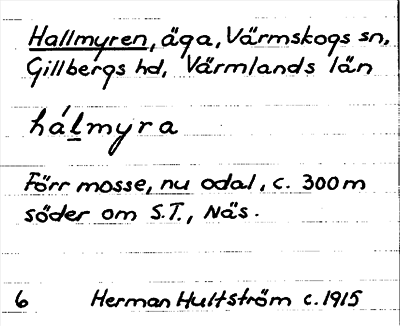 Hallmyren, äga, Värmskogs sn,
Gillbergs hd, Värmlands län
hálmyra
Förr mosse, nu odal, c. 300 m
söder om S.T., Näs.
6 Herman Hultström c. 1915